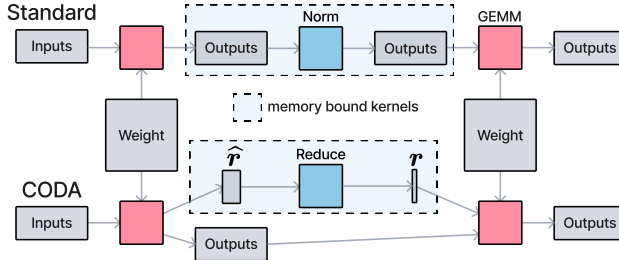 Standard
Norm
GEMM
Inputs
Outputs
Outputs
Outputs
Weight
memory bound kernels
Weight
r̂
Reduce
r
CODA
Inputs
Outputs
Outputs